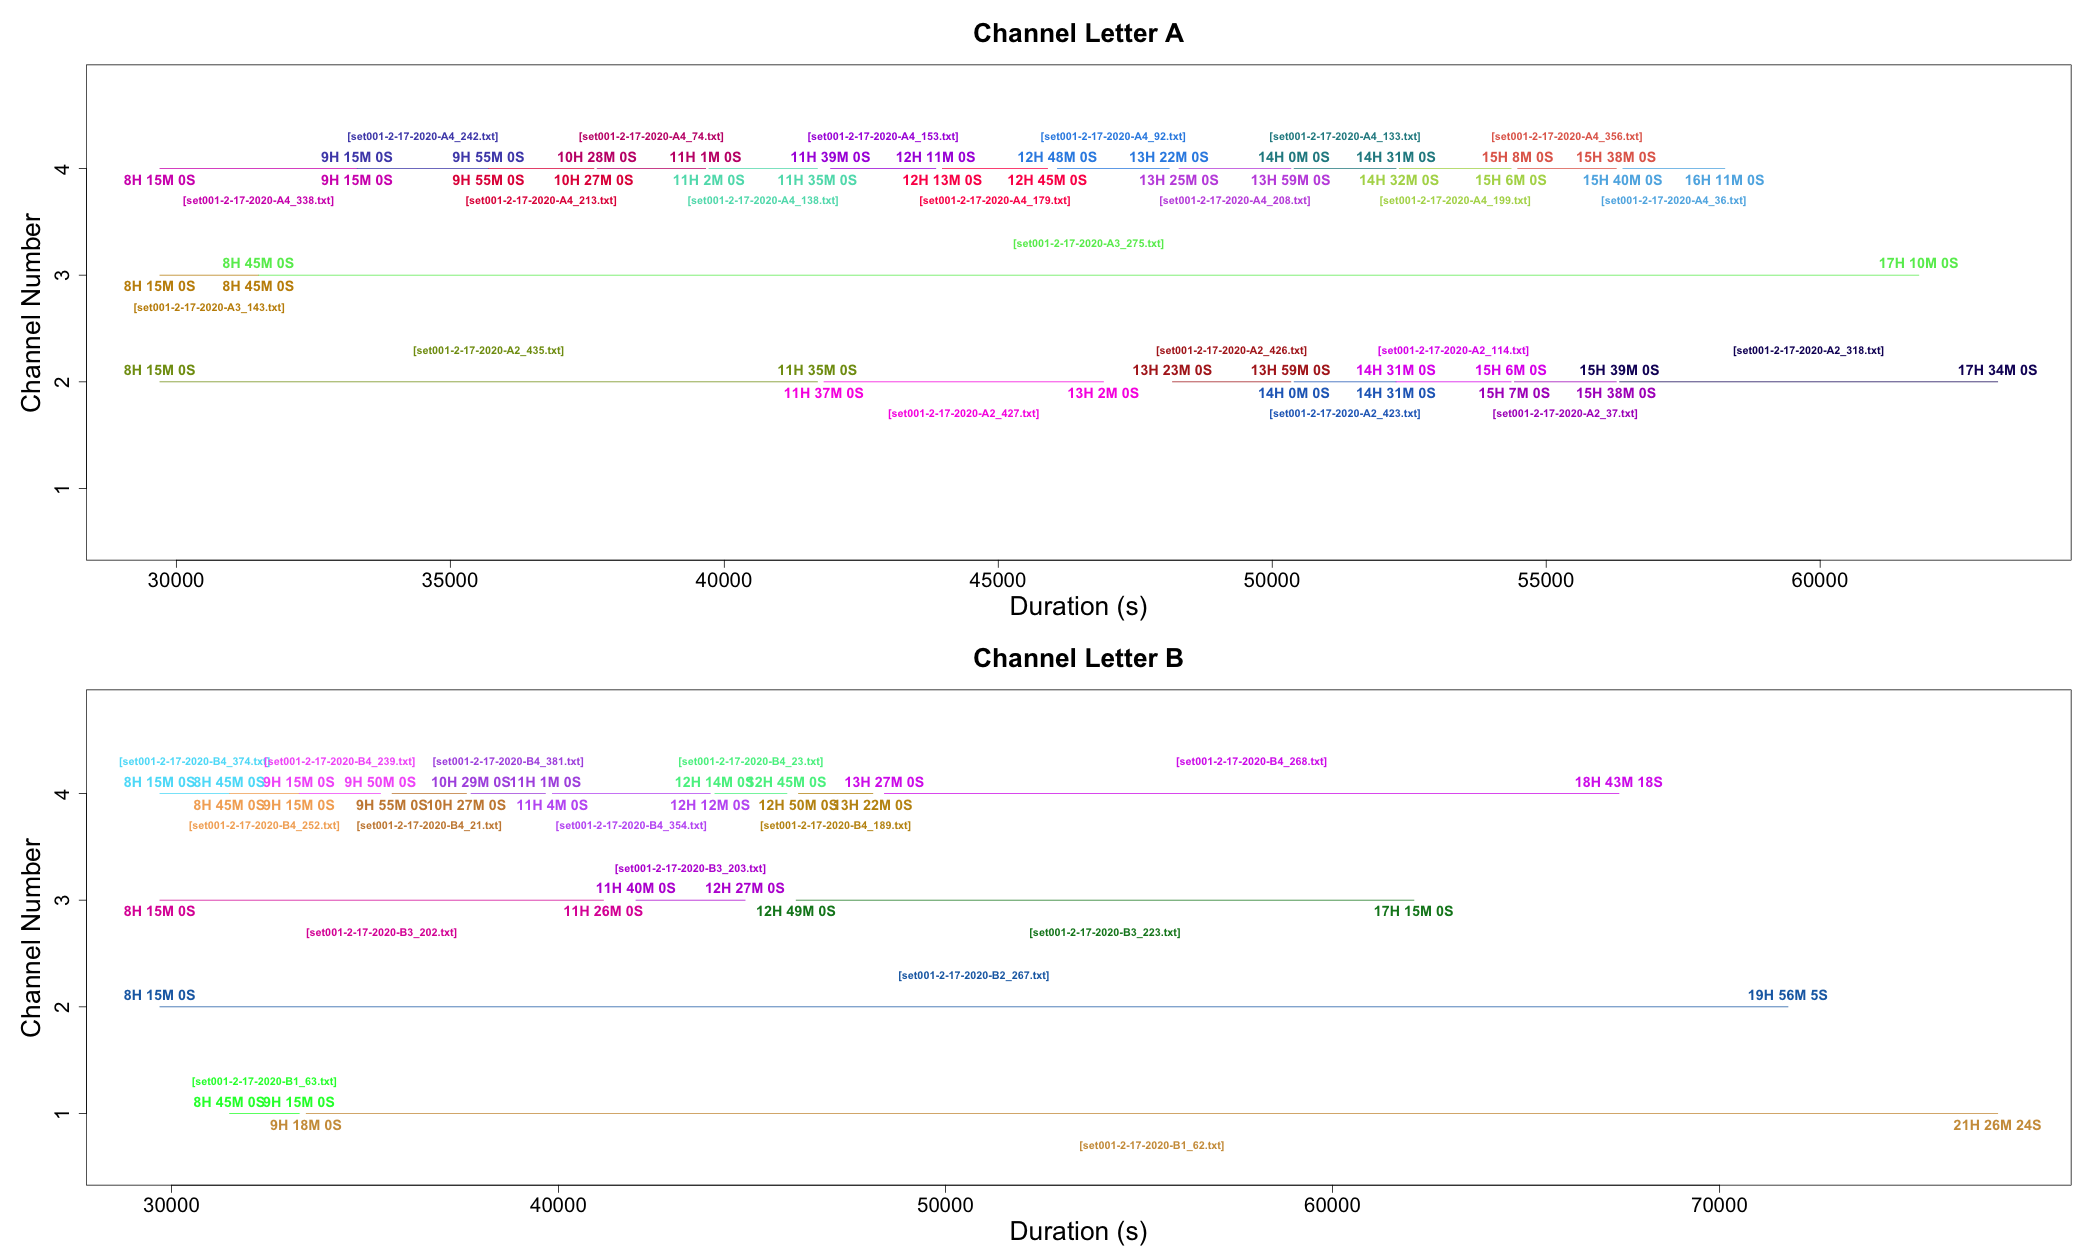 Channel Letter A
[set001-2-17-2020-A4_242.txt] [set001-2-17-2020-A4_74.txt] [set001-2-17-2020-A4_153.txt] [set001-2-17-2020-A4_92.txt] [set001-2-17-2020-A4_133.txt] [set001-2-17-2020-A4_356.txt]
9H 15M 0S 9H 55M 0S 10H 28M 0S 11H 1M 0S 11H 39M 0S 12H 11M 0S 12H 48M 0S 13H 22M 0S 14H 0M 0S 14H 31M 0S 15H 8M 0S 15H 38M 0S
4
8H 15M 0S 9H 15M 0S 9H 55M 0S 10H 27M 0S 11H 2M 0S 11H 35M 0S 12H 13M 0S 12H 45M 0S 13H 25M 0S 13H 59M 0S 14H 32M 0S 15H 6M 0S 15H 40M 0S 16H 11M 0S
[set001-2-17-2020-A4_338.txt] [set001-2-17-2020-A4_213.txt] [set001-2-17-2020-A4_138.txt] [set001-2-17-2020-A4_179.txt] [set001-2-17-2020-A4_208.txt] [set001-2-17-2020-A4_199.txt] [set001-2-17-2020-A4_36.txt]
[set001-2-17-2020-A3_275.txt]
8H 45M 0S 17H 10M 0S
3
8H 15M 0S 8H 45M 0S
[set001-2-17-2020-A3_143.txt]
Channel Number
[set001-2-17-2020-A2_435.txt] [set001-2-17-2020-A2_426.txt] [set001-2-17-2020-A2_114.txt] [set001-2-17-2020-A2_318.txt]
8H 15M 0S 11H 35M 0S 13H 23M 0S 13H 59M 0S 14H 31M 0S 15H 6M 0S 15H 39M 0S 17H 34M 0S
2
11H 37M 0S 13H 2M 0S 14H 0M 0S 14H 31M 0S 15H 7M 0S 15H 38M 0S
[set001-2-17-2020-A2_427.txt] [set001-2-17-2020-A2_423.txt] [set001-2-17-2020-A2_37.txt]
1
30000 35000 40000 45000 50000 55000 60000
Duration (s)
Channel Letter B
[set001-2-17-2020-B4_374.txt] [set001-2-17-2020-B4_239.txt] [set001-2-17-2020-B4_381.txt] [set001-2-17-2020-B4_23.txt] [set001-2-17-2020-B4_268.txt]
8H 15M 0S 8H 45M 0S 9H 15M 0S 9H 50M 0S 10H 29M 0S 11H 1M 0S 12H 14M 0S 12H 45M 0S 13H 27M 0S 18H 43M 18S
4
8H 45M 0S 9H 15M 0S 9H 55M 0S 10H 27M 0S 11H 4M 0S 12H 12M 0S 12H 50M 0S 13H 22M 0S
[set001-2-17-2020-B4_252.txt] [set001-2-17-2020-B4_21.txt] [set001-2-17-2020-B4_354.txt] [set001-2-17-2020-B4_189.txt]
[set001-2-17-2020-B3_203.txt]
11H 40M 0S 12H 27M 0S
3
8H 15M 0S 11H 26M 0S 12H 49M 0S 17H 15M 0S
[set001-2-17-2020-B3_202.txt] [set001-2-17-2020-B3_223.txt]
Channel Number
[set001-2-17-2020-B2_267.txt]
8H 15M 0S 19H 56M 5S
2
[set001-2-17-2020-B1_63.txt]
8H 45M 0S 9H 15M 0S
1
9H 18M 0S 21H 26M 24S
[set001-2-17-2020-B1_62.txt]
30000 40000 50000 60000 70000
Duration (s)